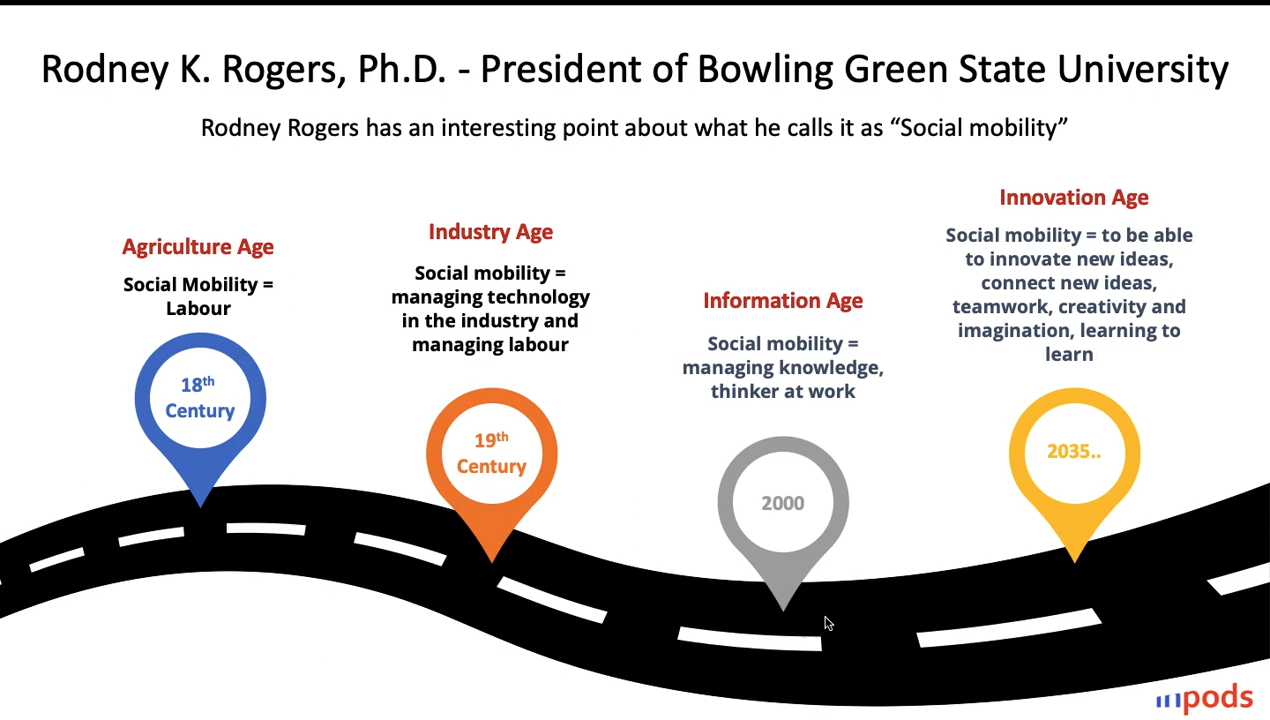 Rodney K. Rogers, Ph.D. - President of Bowling Green State University
Rodney Rogers has an interesting point about what he calls it as “Social mobility”
Agriculture Age
Social Mobility =
Labour
18th
Century
Industry Age
Social mobility =
managing technology
in the industry and
managing labour
19th
Century
Information Age
Social mobility =
managing knowledge,
thinker at work
2000
Innovation Age
Social mobility = to be able
to innovate new ideas,
connect new ideas,
teamwork, creativity and
imagination, learning to
learn
2035..
inpods